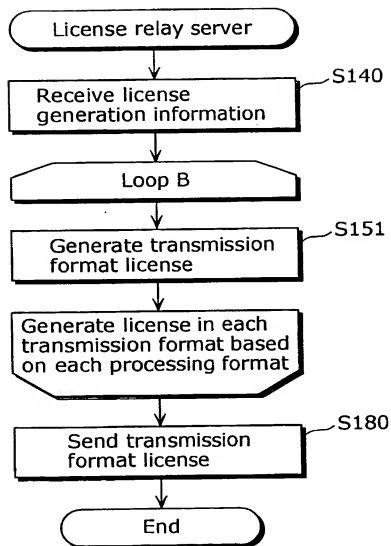 License relay server
S140
Receive license
generation information
Loop B
S151
Generate transmission
format license
Generate license in each
transmission format based
on each processing format
S180
Send transmission
format license
End